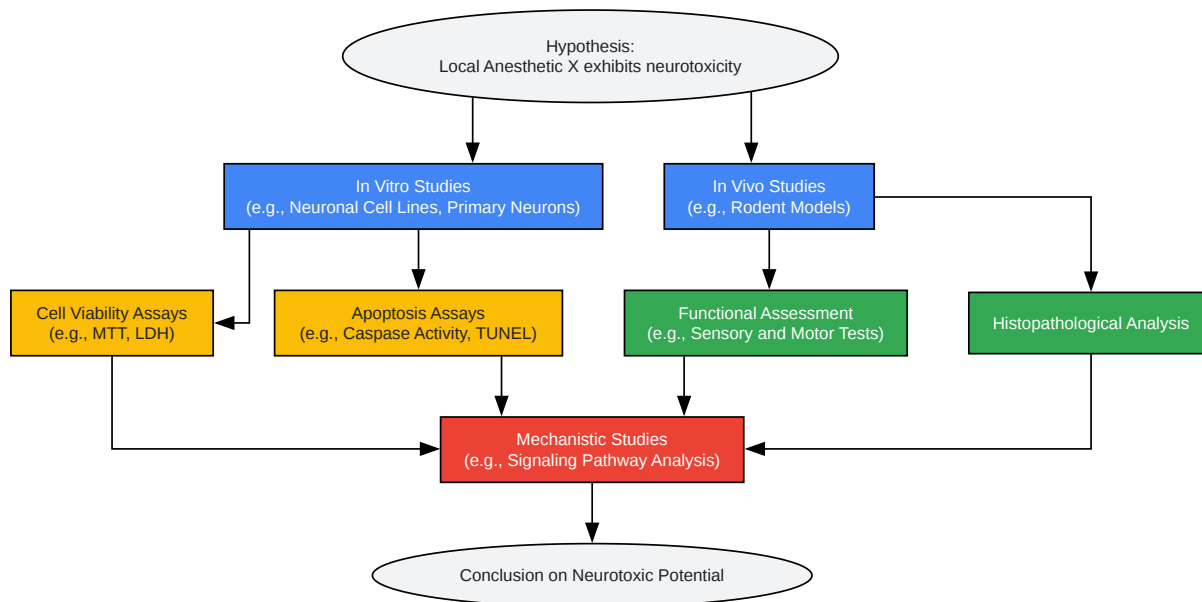 Hypothesis:
Local Anesthetic X exhibits neurotoxicity
In Vitro Studies
(e.g., Neuronal Cell Lines, Primary Neurons)
In Vivo Studies
(e.g., Rodent Models)
Cell Viability Assays
(e.g., MTT, LDH)
Apoptosis Assays
(e.g., Caspase Activity, TUNEL)
Functional Assessment
(e.g., Sensory and Motor Tests)
Histopathological Analysis
Mechanistic Studies
(e.g., Signaling Pathway Analysis)
Conclusion on Neurotoxic Potential